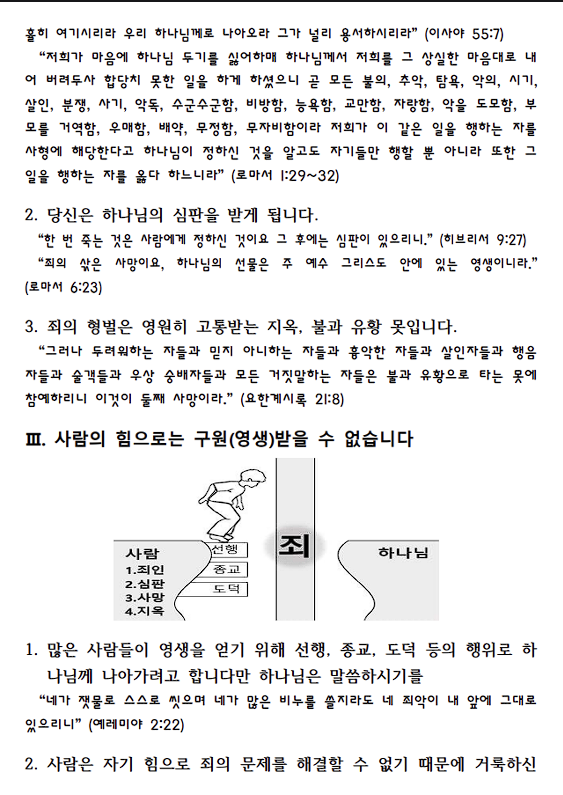 휼히 여기시리라 우리 하나님께로 나아오라 그가 널리 용서하시리라” (이사야 55:7)
“저희가 마음에 하나님 두기를 싫어하매 하나님께서 저희를 그 상실한 마음대로 내
어 버려두사 합당치 못한 일을 하게 하셨으니 곧 모든 불의, 추악, 탐욕, 악의, 시기,
살인, 분쟁, 사기, 악독, 수군수군함, 비방함, 능욕함, 교만함, 자랑함, 악을 도모함, 부
모를 거역함, 우매함, 배약, 무정함, 무자비함이라 저희가 이 같은 일을 행하는 자를
사형에 해당한다고 하나님이 정하신 것을 알고도 자기들만 행할 뿐 아니라 또한 그
일을 행하는 자를 옳다 하느니라” (로마서 1:29~32)
2. 당신은 하나님의 심판을 받게 됩니다.
“한 번 죽는 것은 사람에게 정하신 것이요 그 후에는 심판이 있으리니.” (히브리서 9:27)
“죄의 삯은 사망이요, 하나님의 선물은 주 예수 그리스도 안에 있는 영생이니라.”
(로마서 6:23)
3. 죄의 형벌은 영원히 고통받는 지옥, 불과 유황 못입니다.
“그러나 두려워하는 자들과 믿지 아니하는 자들과 흉악한 자들과 살인자들과 행음
자들과 술객들과 우상 숭배자들과 모든 거짓말하는 자들은 불과 유황으로 타는 못에
참예하리니 이것이 둘째 사망이라.” (요한계시록 21:8)
Ⅲ. 사람의 힘으로는 구원(영생)받을 수 없습니다
사람
1.죄인
2.심판
3.사망
4.지옥
선행
종교
도덕
죄
하나님
1. 많은 사람들이 영생을 얻기 위해 선행, 종교, 도덕 등의 행위로 하
나님께 나아가려고 합니다만 하나님은 말씀하시기를
“네가 잿물로 스스로 씻으며 네가 많은 비누를 쓸지라도 네 죄악이 내 앞에 그대로
있으리니” (예레미야 2:22)
2. 사람은 자기 힘으로 죄의 문제를 해결할 수 없기 때문에 거룩하신